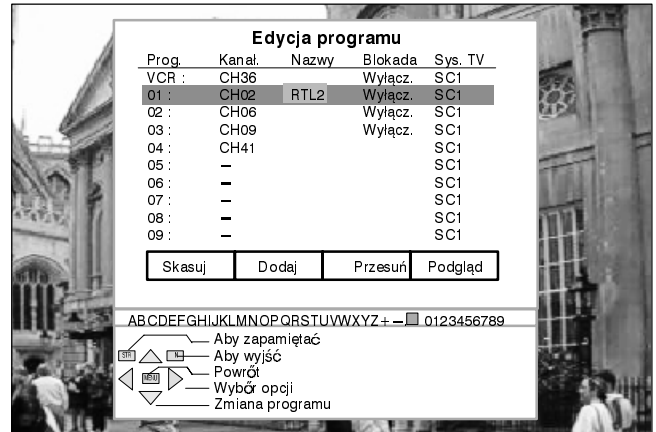 Edycja programu
Prog. Kanał. Nazwy Blokada Sys. TV
VCR : CH36 Wyłącz. SC1
01 : CH02 RTL2 Wyłącz. SC1
02 : CH06 Wyłącz. SC1
03 : CH09 Wyłącz. SC1
04 : CH41 SC1
05 : – SC1
06 : – SC1
07 : – SC1
08 : – SC1
09 : – SC1
Skasuj Dodaj Przesuń Podgląd
ABCDEFGHIJKLMNOPQRSTUVWXYZ+– 0123456789
Aby zapamiętać
STR N Aby wyjść
MENU Powrőt
Wybőr opcji
Zmiana programu